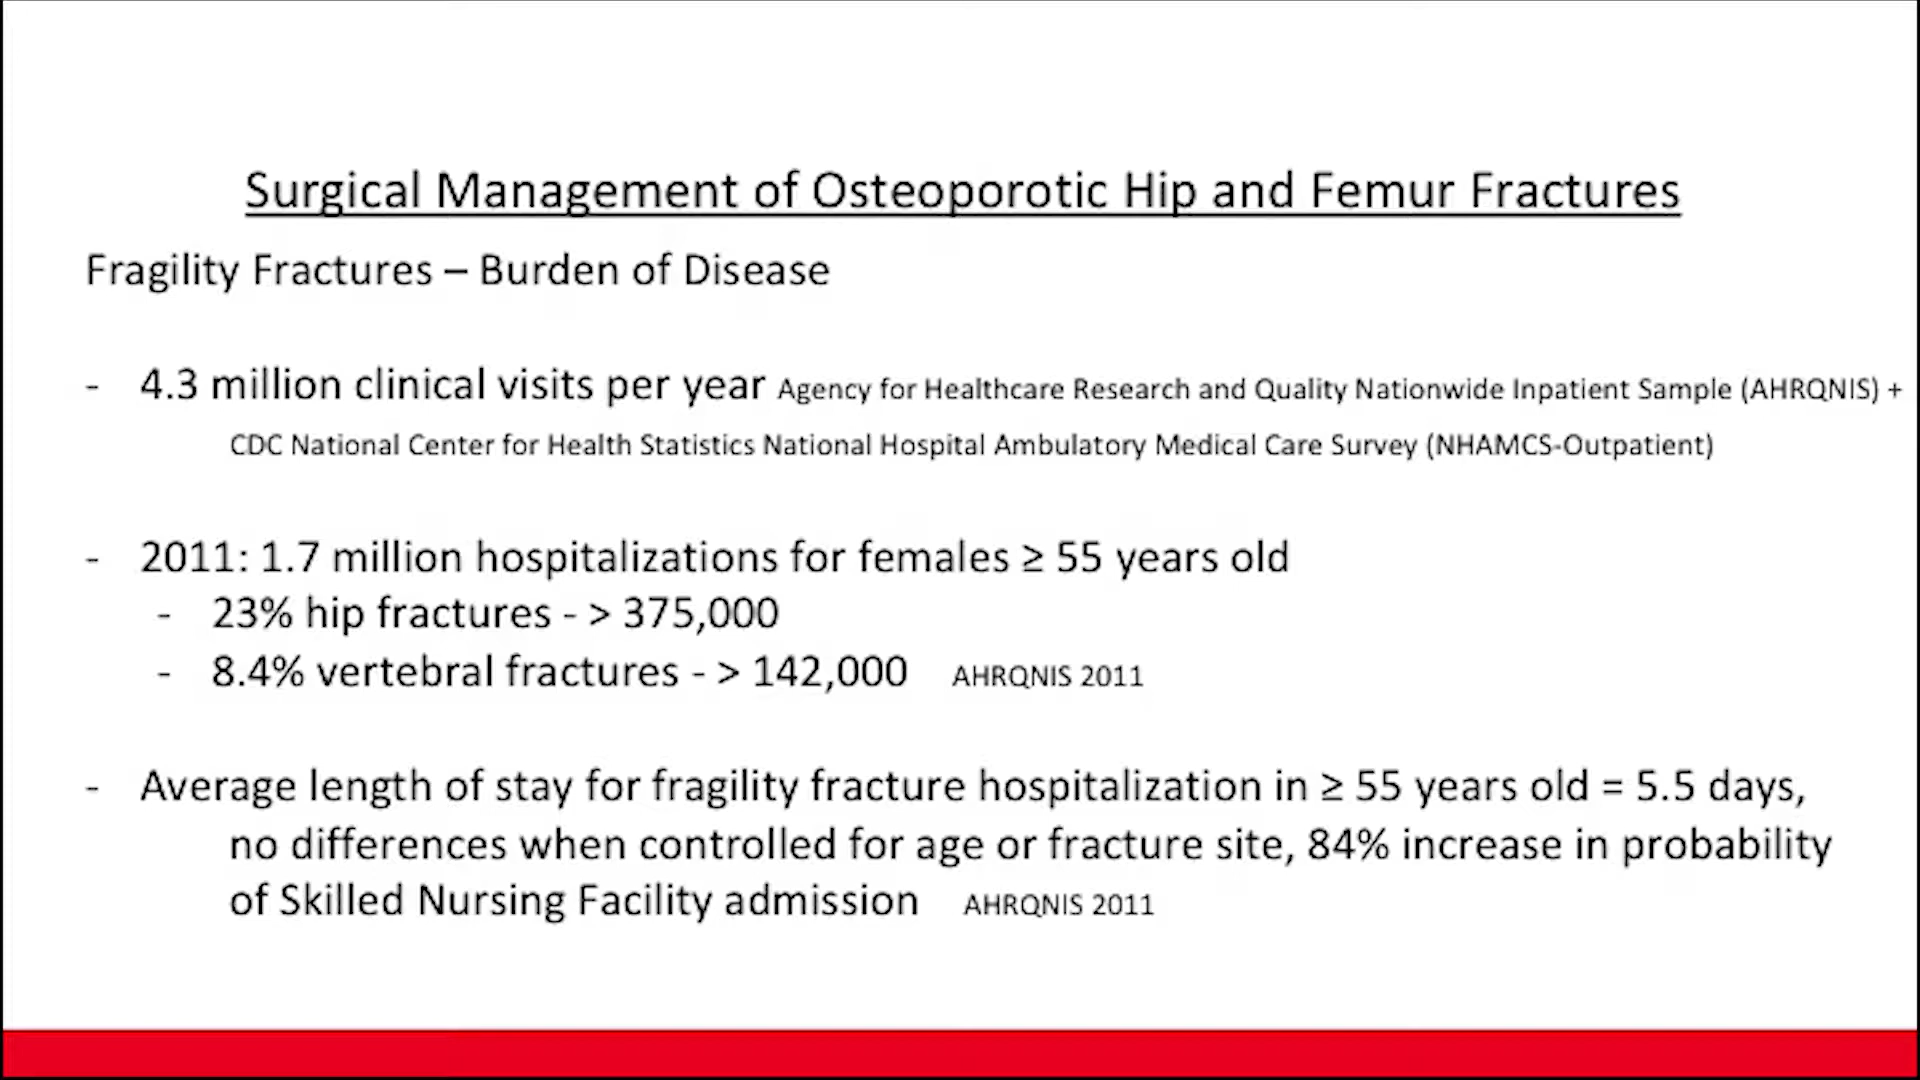 Surgical Management of Osteoporotic Hip and Femur Fractures
Fragility Fractures – Burden of Disease
- 4.3 million clinical visits per year Agency for Healthcare Research and Quality Nationwide Inpatient Sample (AHRQNIS) +
CDC National Center for Health Statistics National Hospital Ambulatory Medical Care Survey (NHAMCS-Outpatient)
- 2011: 1.7 million hospitalizations for females ≥ 55 years old
- 23% hip fractures - > 375,000
- 8.4% vertebral fractures - > 142,000 AHRQNIS 2011
- Average length of stay for fragility fracture hospitalization in ≥ 55 years old = 5.5 days,
no differences when controlled for age or fracture site, 84% increase in probability
of Skilled Nursing Facility admission AHRQNIS 2011